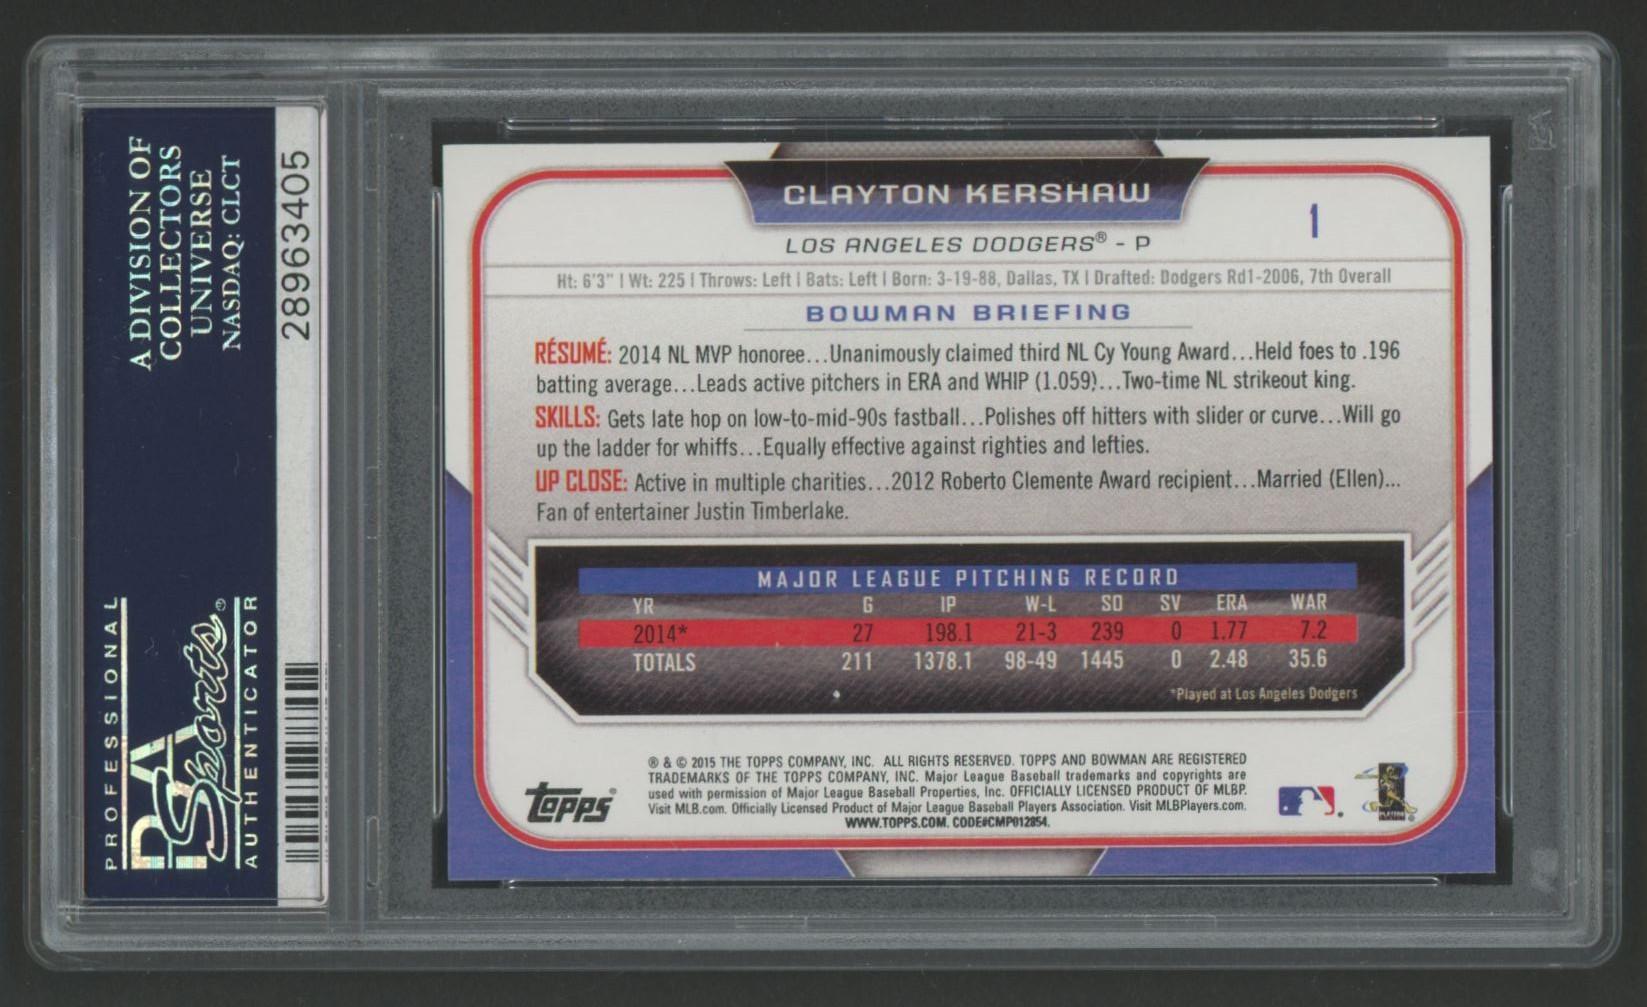 A DIVISION OF
COLLECTORS
UNIVERSE
NASDAQ: CLCT
28963405
PROFESSIONAL
PSA
Sports®
AUTHENTICATOR
CLAYTON KERSHAW
1
LOS ANGELES DODGERS® - P
Ht: 6'3" | Wt: 225 | Throws: Left | Bats: Left | Born: 3-19-88, Dallas, TX | Drafted: Dodgers Rd1-2006, 7th Overall
BOWMAN BRIEFING
RÉSUMÉ: 2014 NL MVP honoree...Unanimously claimed third NL Cy Young Award...Held foes to .196
batting average...Leads active pitchers in ERA and WHIP (1.059)...Two-time NL strikeout king.
SKILLS: Gets late hop on low-to-mid-90s fastball...Polishes off hitters with slider or curve...Will go
up the ladder for whiffs...Equally effective against righties and lefties.
UP CLOSE: Active in multiple charities...2012 Roberto Clemente Award recipient...Married (Ellen)...
Fan of entertainer Justin Timberlake.
MAJOR LEAGUE PITCHING RECORD
YR G IP W-L SO SV ERA WAR
2014* 27 198.1 21-3 239 0 1.77 7.2
TOTALS 211 1378.1 98-49 1445 0 2.48 35.6
*Played at Los Angeles Dodgers
® & © 2015 THE TOPPS COMPANY, INC. ALL RIGHTS RESERVED. TOPPS AND BOWMAN ARE REGISTERED
TRADEMARKS OF THE TOPPS COMPANY, INC. Major League Baseball trademarks and copyrights are
used with permission of Major League Baseball Properties, Inc. OFFICIALLY LICENSED PRODUCT OF MLBP.
Visit MLB.com. Officially Licensed Product of Major League Baseball Players Association. Visit MLBPlayers.com.
WWW.TOPPS.COM. CODE#CMP012854.
Topps®